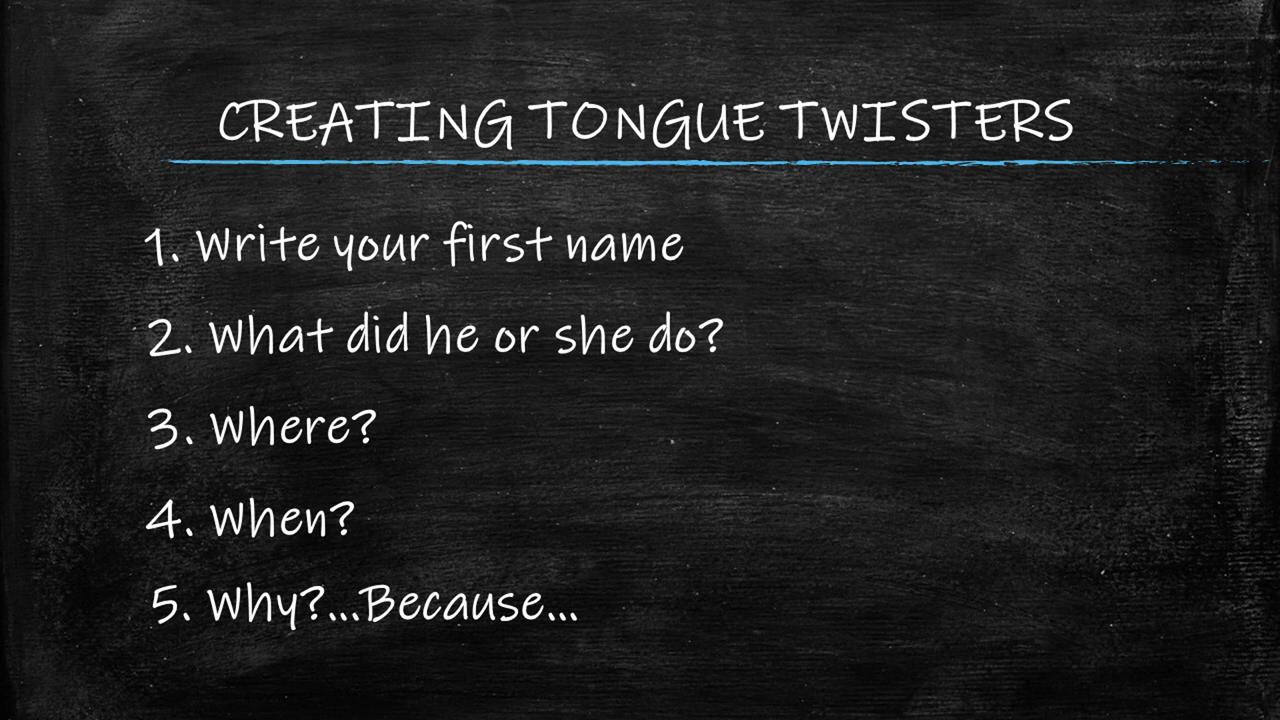 CREATING TONGUE TWISTERS
1. Write your first name
2. What did he or she do?
3. Where?
4. When?
5. Why?...Because...